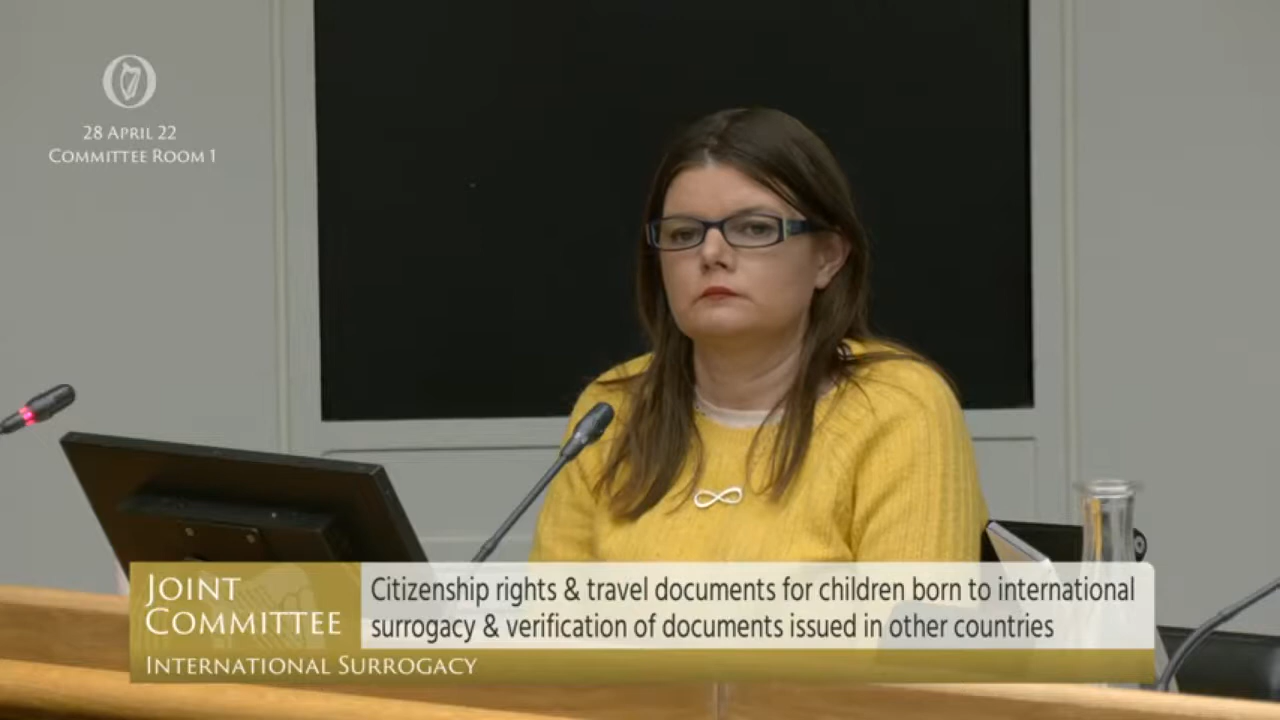 28 April 22
Committee Room 1
Joint
Committee
Citizenship rights & travel documents for children born to international
surrogacy & verification of documents issued in other countries
International Surrogacy